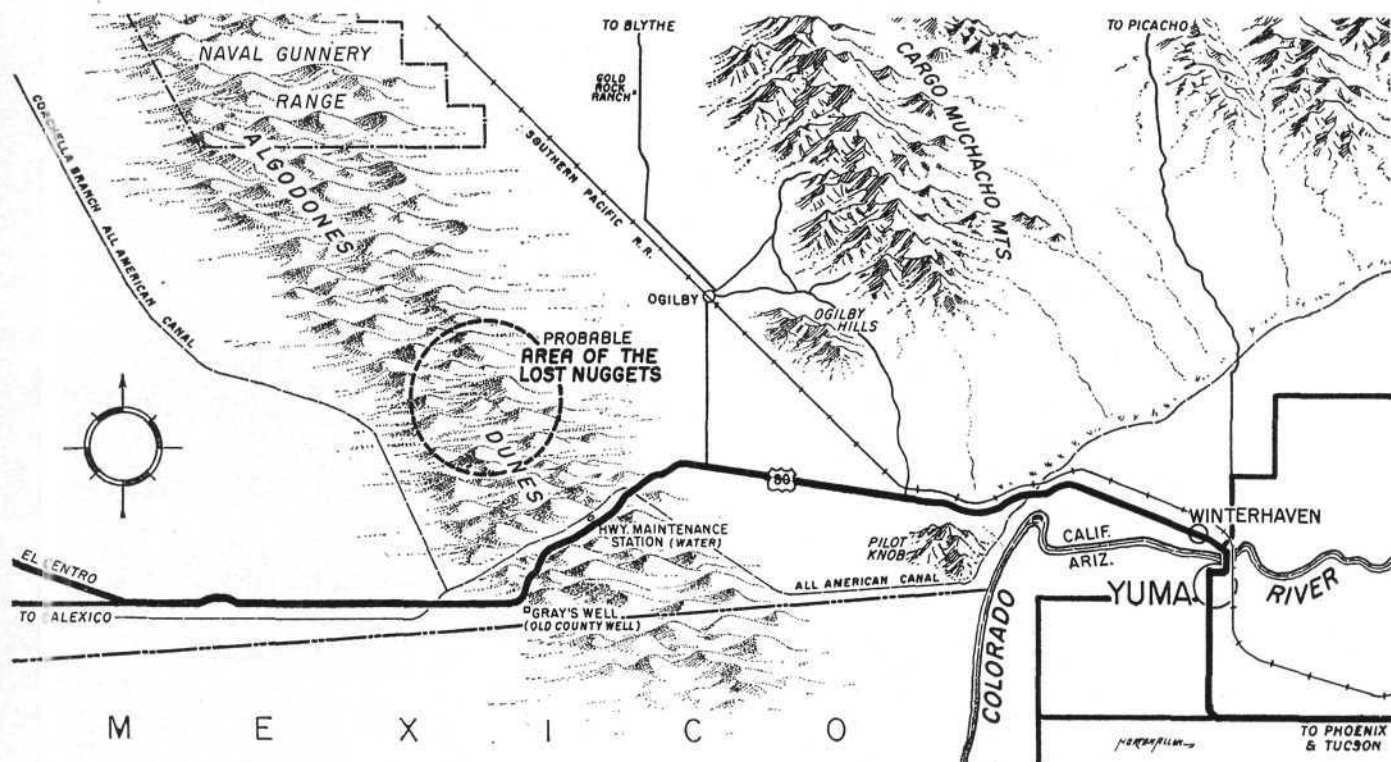 NAVAL GUNNERY
RANGE
TO BLYTHE
GOLD
ROCK
RANCH
CARGO MUCHACHO MTS.
TO PICACHO
COACHELLA BRANCH ALL AMERICAN CANAL
ALGODONES
DUNES
SOUTHERN PACIFIC R.R.
OGILBY
OGILBY
HILLS
PROBABLE
AREA OF THE
LOST NUGGETS
80
HWY. MAINTENANCE
STATION (WATER)
PILOT
KNOB
WINTERHAVEN
CALIF.
ARIZ.
YUMA
COLORADO
RIVER
EL CENTRO
TO CALEXICO
GRAY'S WELL
(OLD COUNTY WELL)
ALL AMERICAN CANAL
MEXICO
NORTON ALLEN
TO PHOENIX
& TUCSON